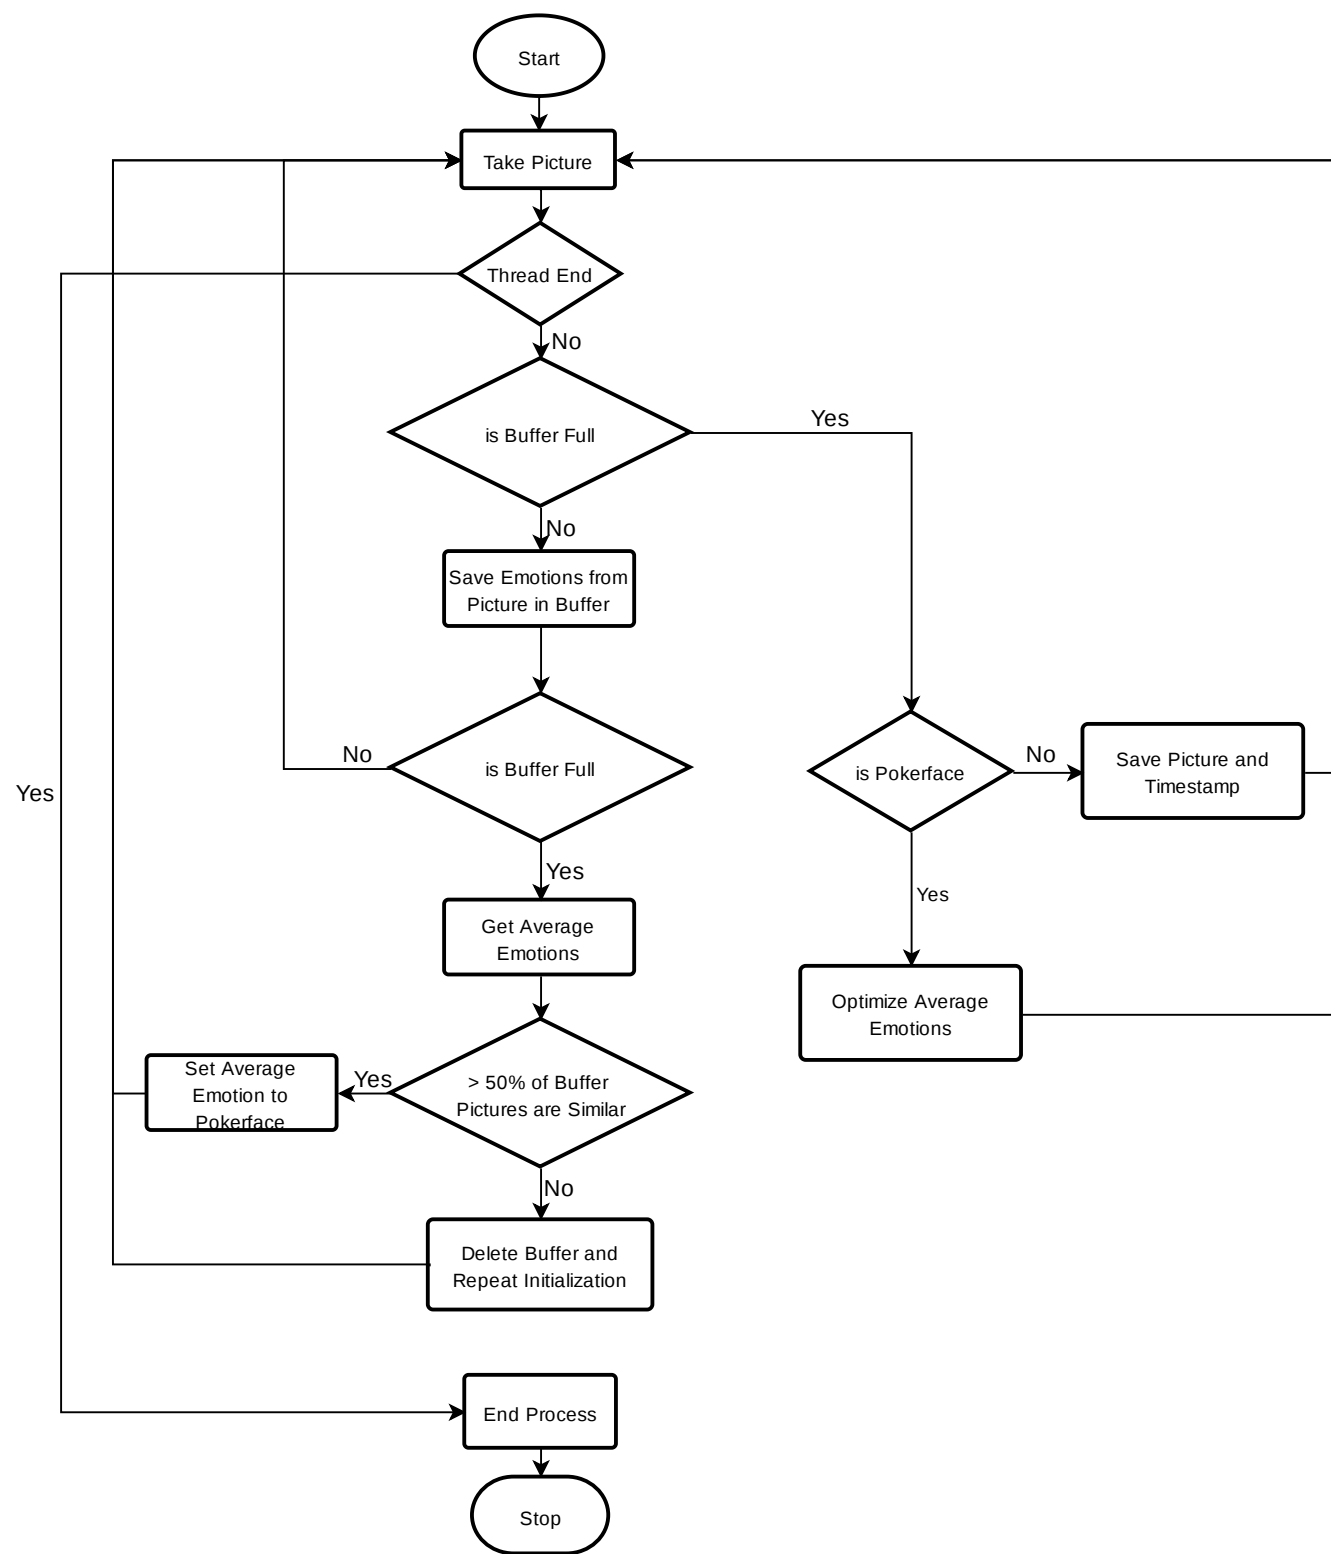 Start
Take Picture
Thread End
No
is Buffer Full
Yes
No
Save Emotions from
Picture in Buffer
is Buffer Full
No
Yes
Yes
is Pokerface
No
Save Picture and
Timestamp
Yes
Get Average
Emotions
Optimize Average
Emotions
> 50% of Buffer
Pictures are Similar
Yes
Set Average
Emotion to
Pokerface
No
Delete Buffer and
Repeat Initialization
End Process
Stop